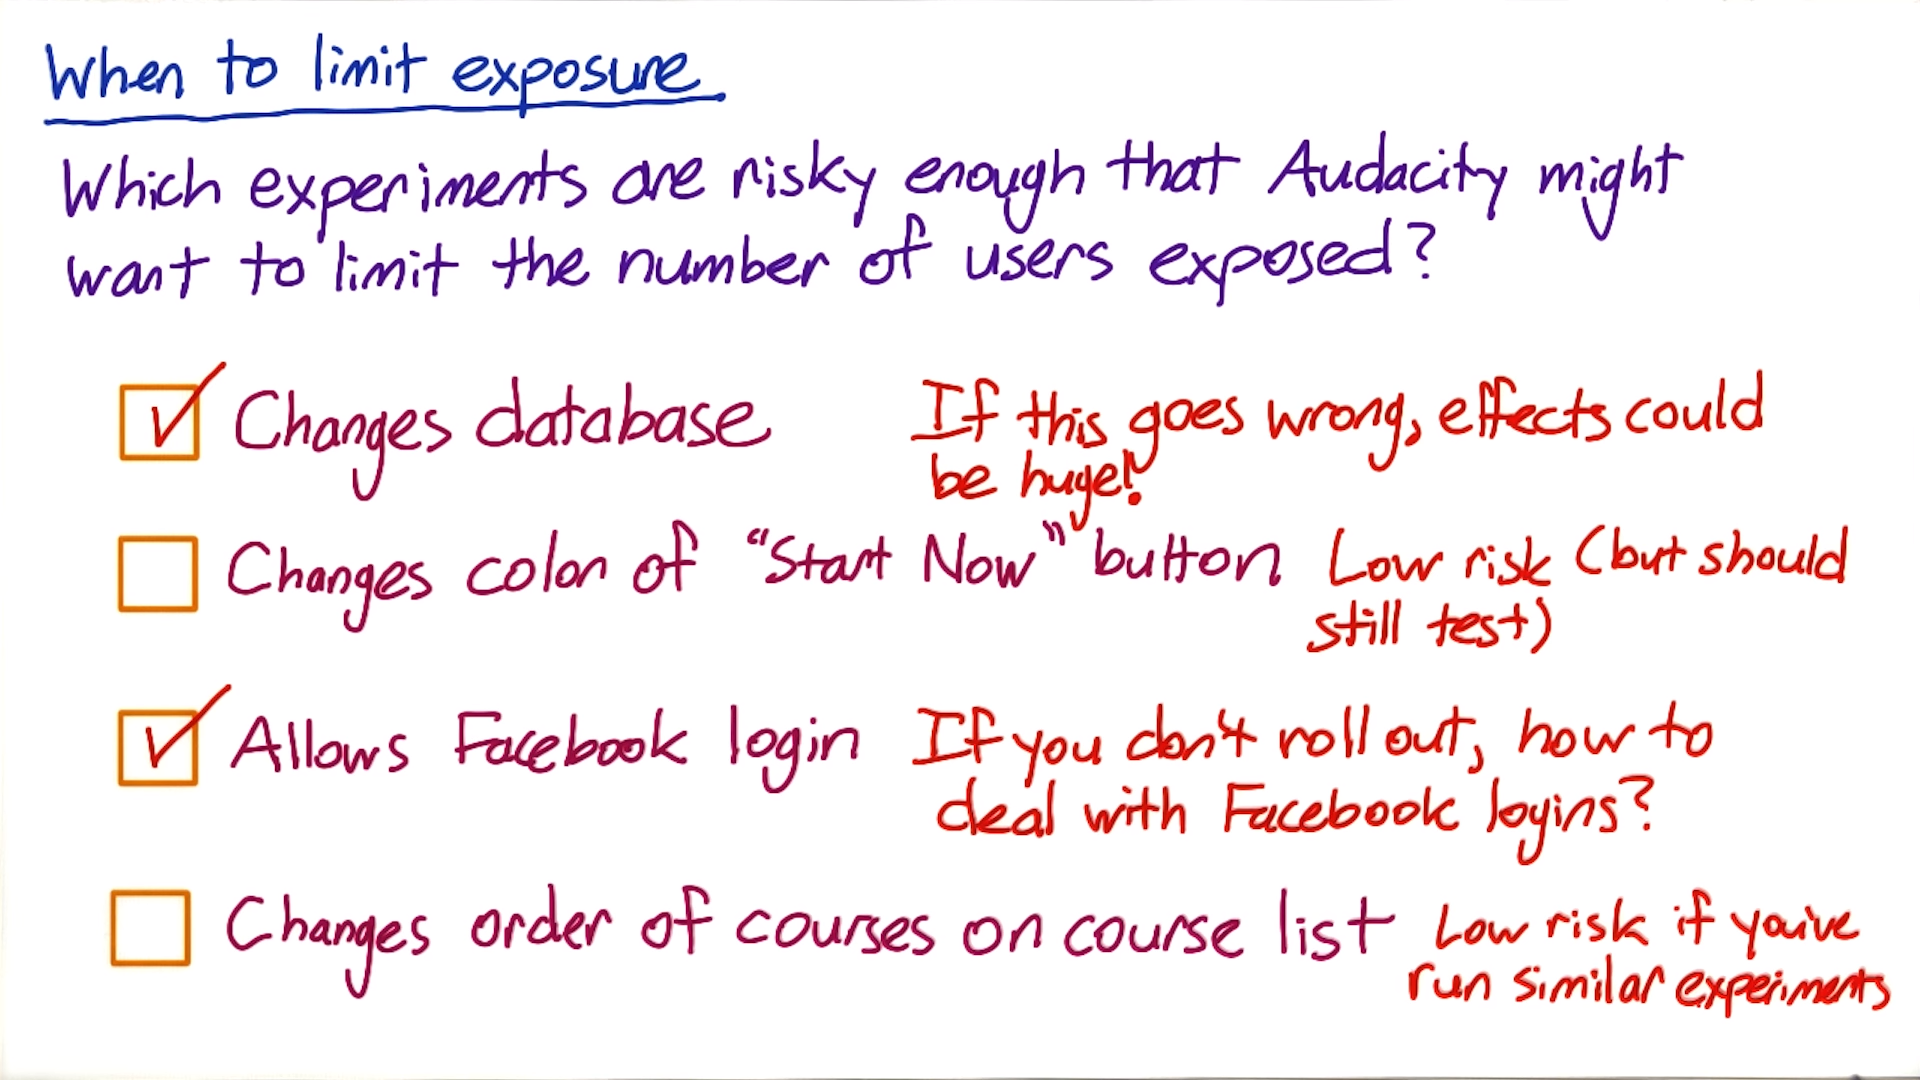 When to limit exposure
Which experiments are risky enough that Audacity might
want to limit the number of users exposed?
Changes database
If this goes wrong, effects could
be huge!
Changes color of "Start Now" button
Low risk (but should
still test)
Allows Facebook login
If you don't roll out, how to
deal with Facebook logins?
Changes order of courses on course list
Low risk if you've
run similar experiments